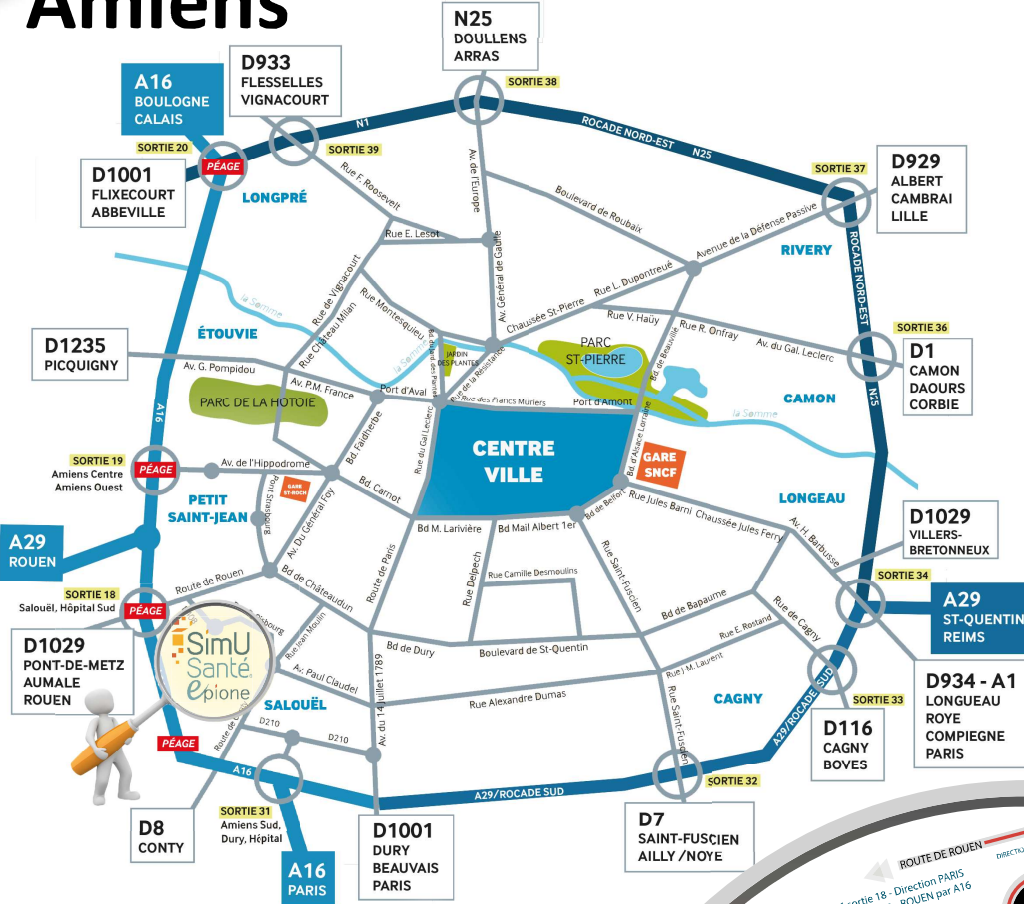 Amiens
N25
DOULLENS
ARRAS
SORTIE 38
D933
FLESSELLES
VIGNACOURT
A16
BOULOGNE
CALAIS
SORTIE 20
PÉAGE
N1
SORTIE 39
ROCADE NORD-EST N25
SORTIE 37
D929
ALBERT
CAMBRAI
LILLE
D1001
FLIXECOURT
ABBEVILLE
LONGPRÉ
Rue F. Roosevelt
Av. de l'Europe
Boulevard de Roubaix
Avenue de la Défense Passive
RIVERY
ROCADE NORD-EST
Rue E. Lesot
Av. Général de Gaulle
Rue de Vignacourt
Rue L. Dupontreué
Chaussée St-Pierre
la Somme
Rue Montesquieu
Rue Château Milan
Rue V. Haüy
Rue R. Onfray
Av. du Gal. Leclerc
SORTIE 36
D1
CAMON
DAOURS
CORBIE
ÉTOUVIE
la Somme
JARDIN
DES PLANTES
Rue de la Résistance
PARC
ST-PIERRE
Bd. de Beauville
D1235
PICQUIGNY
Av. G. Pompidou
Av. P.M. France
Port d'Aval
Rue des Francs Muriers
Port d'Amont
la Somme
CAMON
N25
A16
PARC DE LA HOTOIE
Bd. Faidherbe
Rue du Gal Leclerc
CENTRE
VILLE
Bd. d'Alsace Lorraine
GARE
SNCF
SORTIE 19
Amiens Centre
Amiens Ouest
PÉAGE
Av. de l'Hippodrome
GARE
ST-ROCH
Pont Strasbourg
PETIT
SAINT-JEAN
Bd. Carnot
Av. Du Général Foy
Bd M. Larivière
Bd Mail Albert 1er
Bd de Belfort
Rue Jules Barni
Chaussée Jules Ferry
LONGEAU
Av. H. Barbusse
D1029
VILLERS-
BRETONNEUX
A29
ROUEN
Route de Rouen
Bd de Châteaudun
Route de Paris
Rue Delpech
Rue Camille Desmoulins
Rue Saint-Fuscien
SORTIE 34
A29
ST-QUENTIN
REIMS
SORTIE 18
Salouël, Hôpital Sud
PÉAGE
D1029
PONT-DE-METZ
AUMALE
ROUEN
SimU
Santé
épione
Rue Jean Moulin
Av. Paul Claudel
Bd de Dury
Boulevard de St-Quentin
Bd de Bapaume
Rue E. Rostand
Rue de Cagny
Rue J M. Laurent
Rue Alexandre Dumas
Rue Saint-Fuscien
CAGNY
SALOUËL
Av. du 14 Juillet 1789
D210
D210
PÉAGE
A16
A29/ROCADE SUD
A29/ROCADE SUD
SORTIE 33
D934 - A1
LONGUEAU
ROYE
COMPIEGNE
PARIS
D116
CAGNY
BOVES
SORTIE 32
D7
SAINT-FUSCIEN
AILLY /NOYE
SORTIE 31
Amiens Sud,
Dury, Hôpital
D8
CONTY
A16
PARIS
D1001
DURY
BEAUVAIS
PARIS
ROUTE DE ROUEN
sortie 18 - Direction PARIS
ROUEN par A16